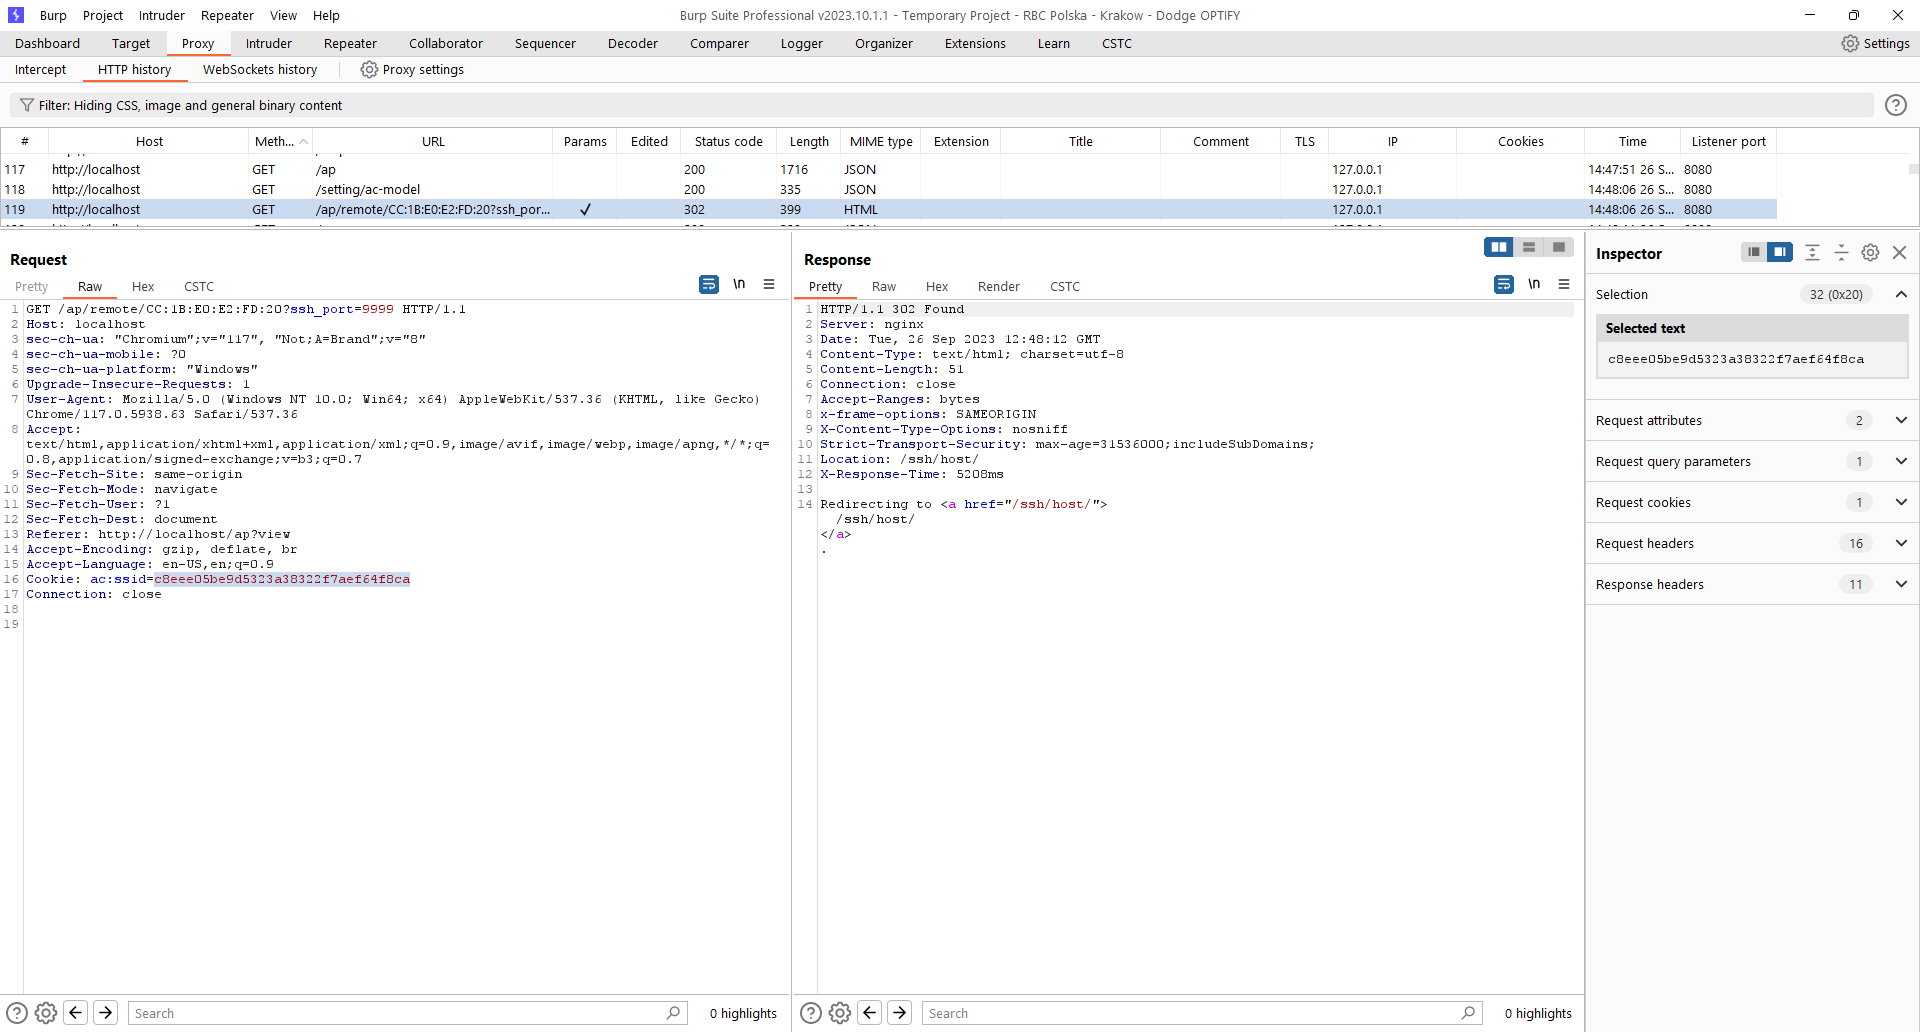 Burp Project Intruder Repeater View Help Burp Suite Professional v2023.10.1.1 - Temporary Project - RBC Polska - Krakow - Dodge OPTIFY
Dashboard Target Proxy Intruder Repeater Collaborator Sequencer Decoder Comparer Logger Organizer Extensions Learn CSTC Settings
Intercept HTTP history WebSockets history Proxy settings
Filter: Hiding CSS, image and general binary content
# Host Meth... URL Params Edited Status code Length MIME type Extension Title Comment TLS IP Cookies Time Listener port
117 http://localhost GET /ap 200 1716 JSON 127.0.0.1 14:47:51 26 S... 8080
118 http://localhost GET /setting/ac-model 200 335 JSON 127.0.0.1 14:48:06 26 S... 8080
119 http://localhost GET /ap/remote/CC:1B:E0:E2:FD:20?ssh_por... ✓ 302 399 HTML 127.0.0.1 14:48:06 26 S... 8080
Request
Pretty Raw Hex CSTC \n
1 GET /ap/remote/CC:1B:E0:E2:FD:20?ssh_port=9999 HTTP/1.1
2 Host: localhost
3 sec-ch-ua: "Chromium";v="117", "Not;A=Brand";v="8"
4 sec-ch-ua-mobile: ?0
5 sec-ch-ua-platform: "Windows"
6 Upgrade-Insecure-Requests: 1
7 User-Agent: Mozilla/5.0 (Windows NT 10.0; Win64; x64) AppleWebKit/537.36 (KHTML, like Gecko)
Chrome/117.0.5938.63 Safari/537.36
8 Accept:
text/html,application/xhtml+xml,application/xml;q=0.9,image/avif,image/webp,image/apng,*/*;q=
0.8,application/signed-exchange;v=b3;q=0.7
9 Sec-Fetch-Site: same-origin
10 Sec-Fetch-Mode: navigate
11 Sec-Fetch-User: ?1
12 Sec-Fetch-Dest: document
13 Referer: http://localhost/ap?view
14 Accept-Encoding: gzip, deflate, br
15 Accept-Language: en-US,en;q=0.9
16 Cookie: ac:ssid=c8eee05be9d5323a38322f7aef64f8ca
17 Connection: close
18
19
Search 0 highlights
Response
Pretty Raw Hex Render CSTC \n
1 HTTP/1.1 302 Found
2 Server: nginx
3 Date: Tue, 26 Sep 2023 12:48:12 GMT
4 Content-Type: text/html; charset=utf-8
5 Content-Length: 51
6 Connection: close
7 Accept-Ranges: bytes
8 x-frame-options: SAMEORIGIN
9 X-Content-Type-Options: nosniff
10 Strict-Transport-Security: max-age=31536000;includeSubDomains;
11 Location: /ssh/host/
12 X-Response-Time: 5208ms
13
14 Redirecting to <a href="/ssh/host/">
/ssh/host/
</a>
.
Search 0 highlights
Inspector
Selection 32 (0x20)
Selected text
c8eee05be9d5323a38322f7aef64f8ca
Request attributes 2
Request query parameters 1
Request cookies 1
Request headers 16
Response headers 11